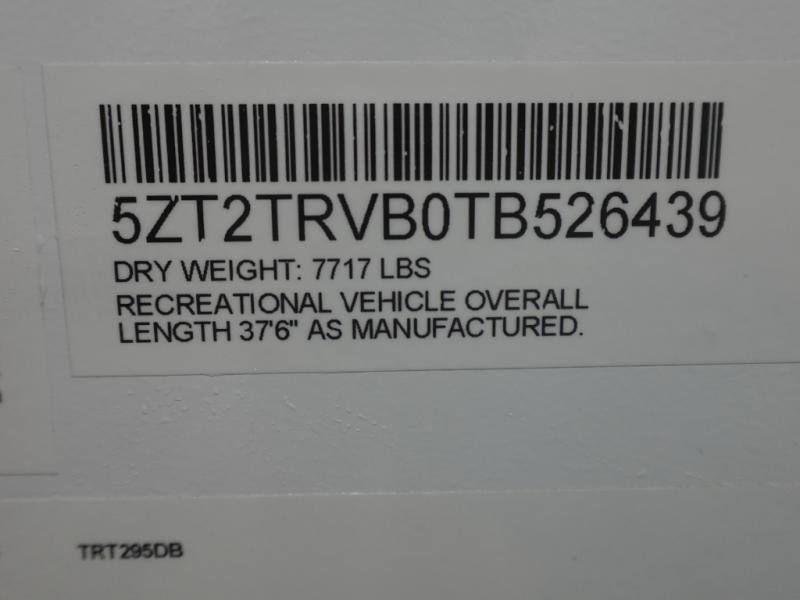 5ZT2TRVB0TB526439
DRY WEIGHT: 7717 LBS
RECREATIONAL VEHICLE OVERALL
LENGTH 37'6" AS MANUFACTURED.
TRT295DB